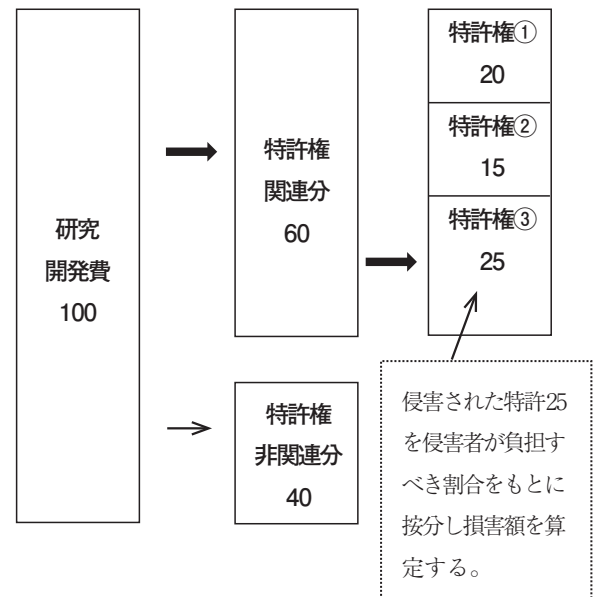 研究
開発費
100
特許権
関連分
60
特許権
非関連分
40
特許権①
20
特許権②
15
特許権③
25
侵害された特許25
を侵害者が負担す
べき割合をもとに
按分し損害額を算
定する。